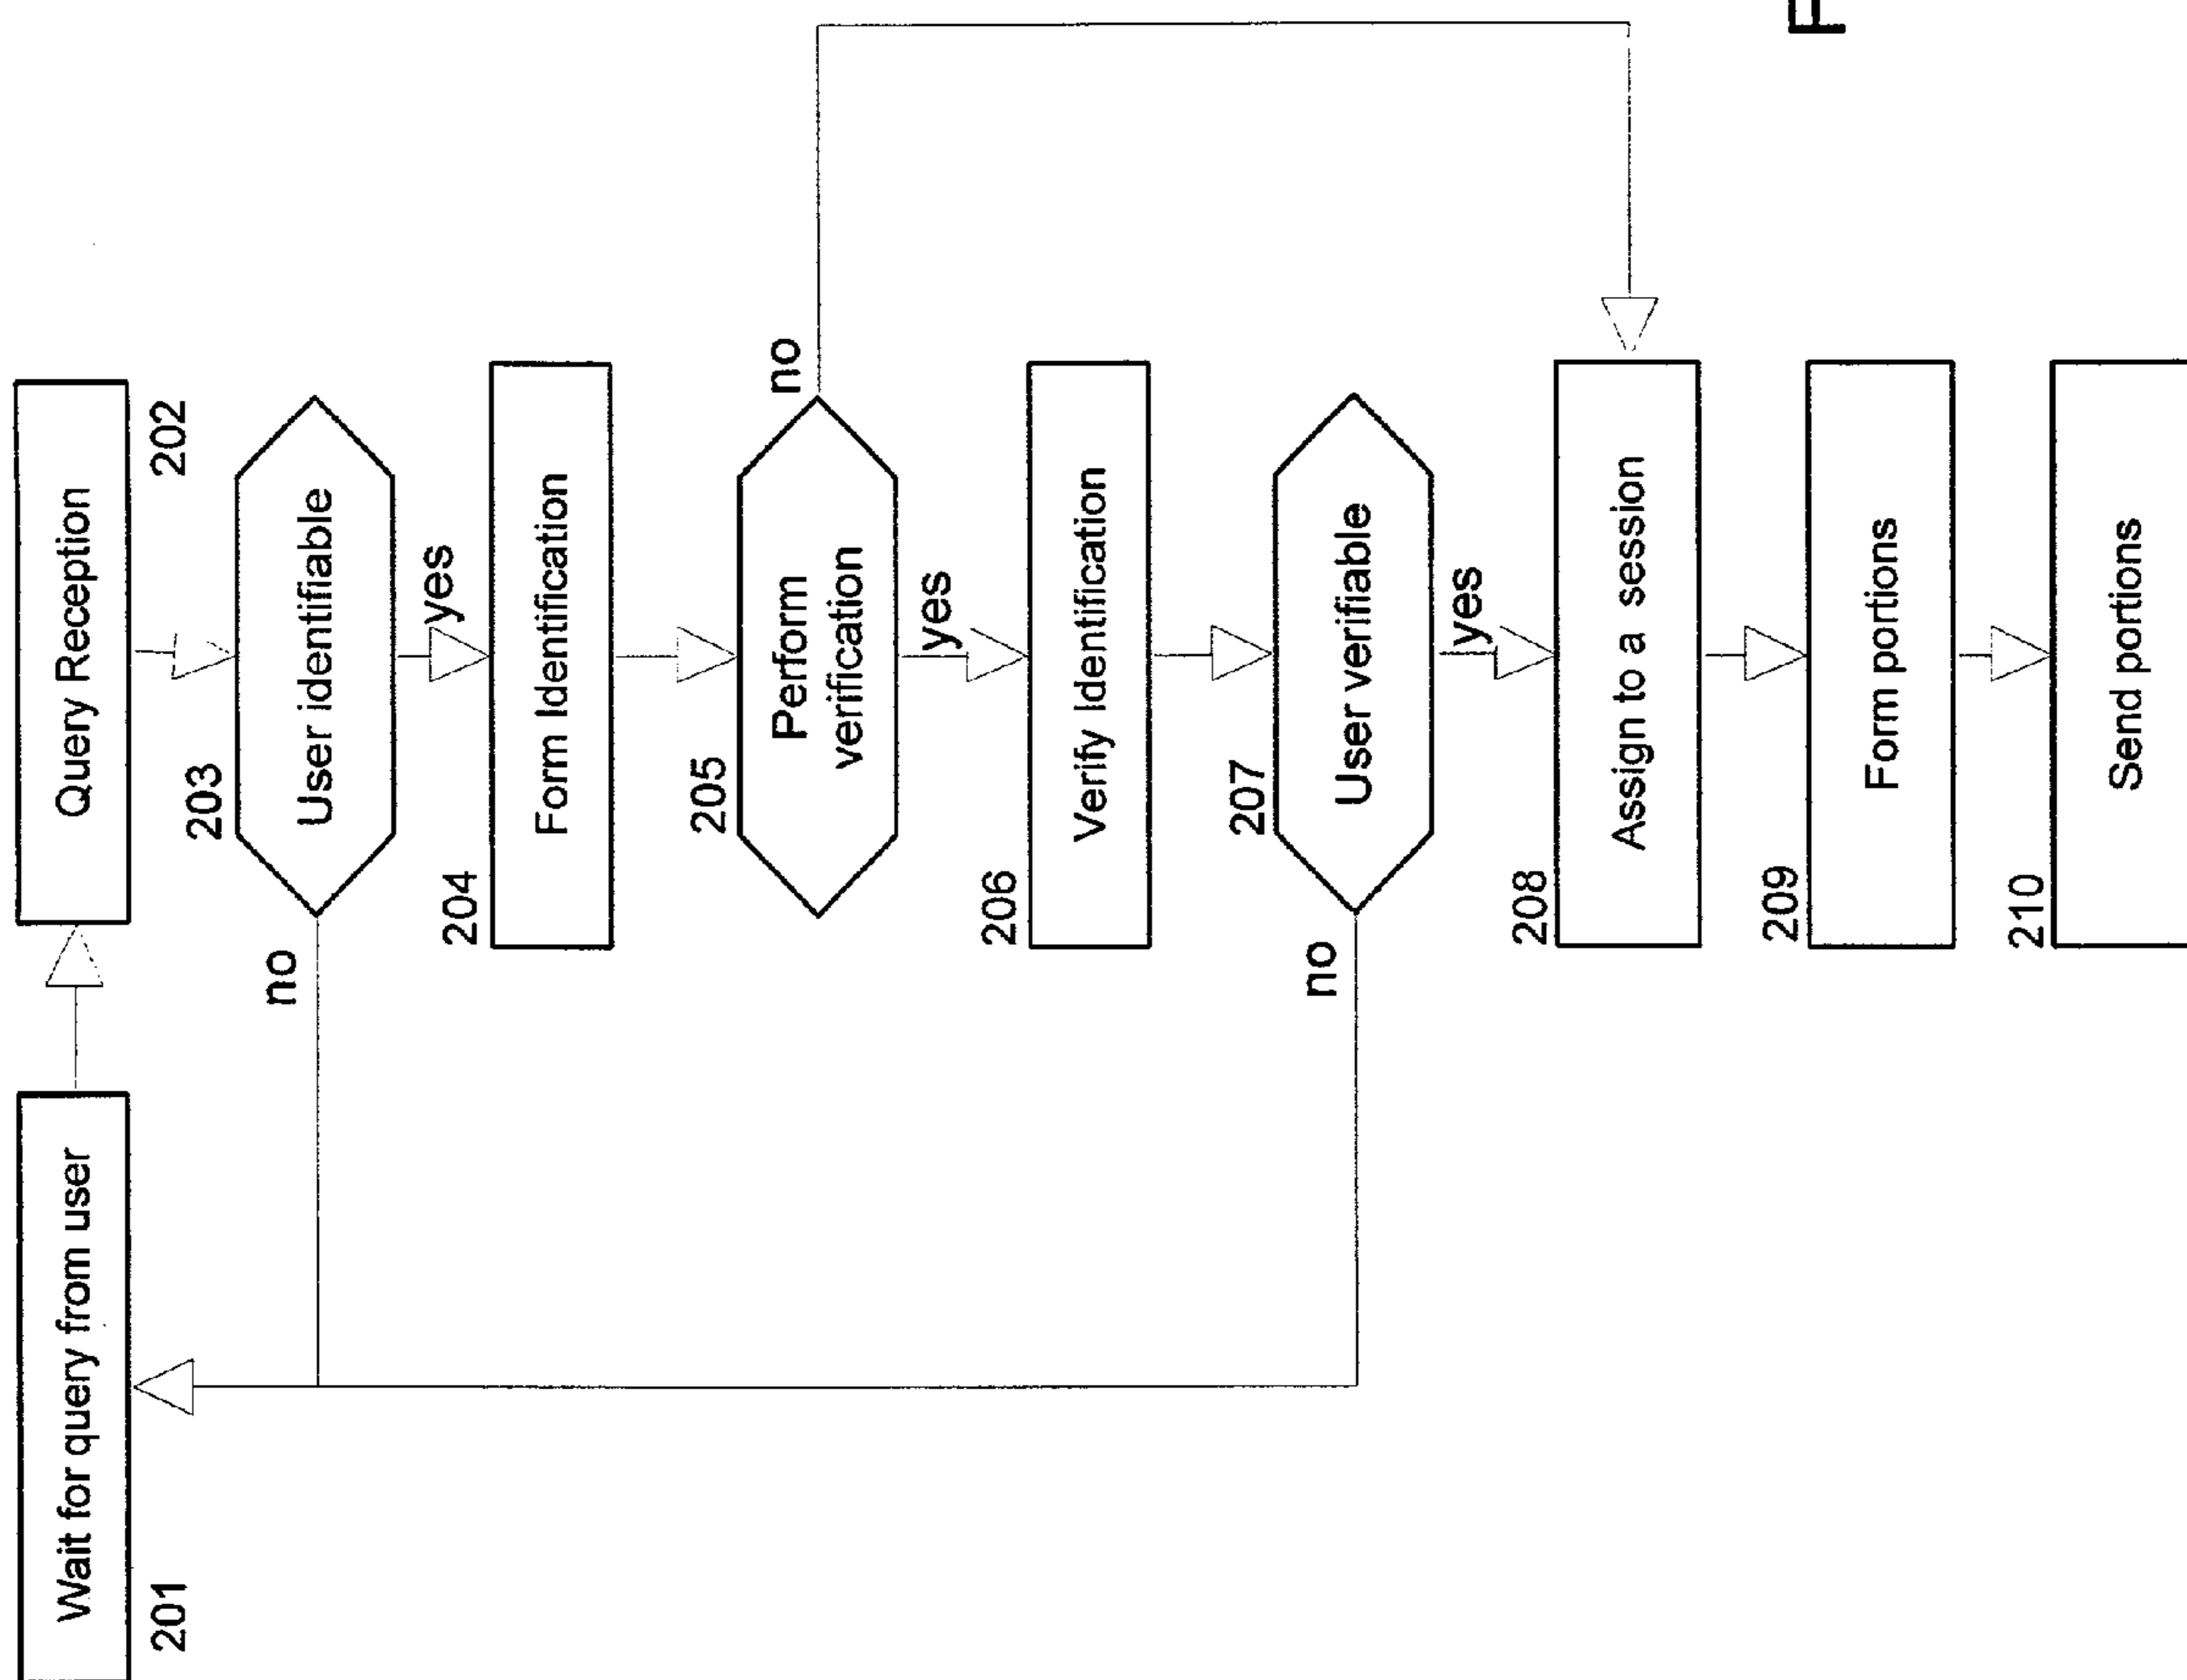 Wait for query from user
201
Query Reception
202
203
User identifiable
no
yes
204
Form Identification
205
Perform
verification
no
yes
206
Verify Identification
207
User verifiable
no
yes
208
Assign to a session
209
Form portions
210
Send portions
F